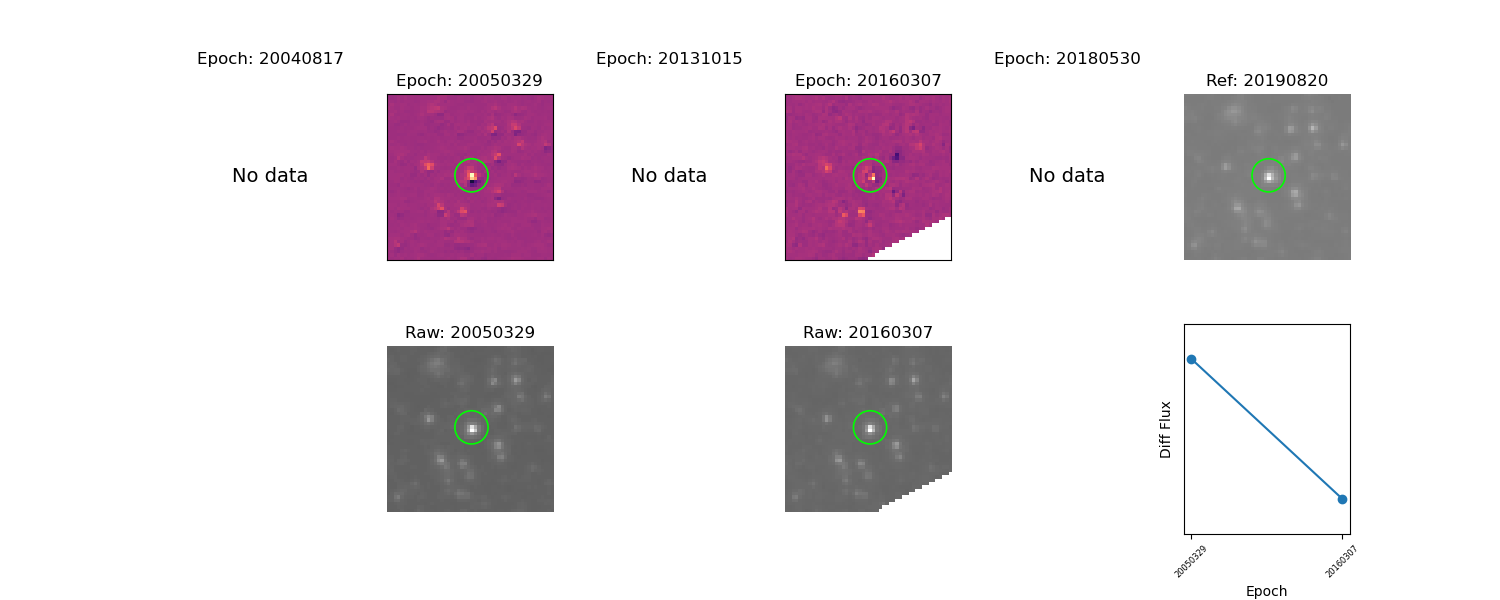 Epoch: 20040817
Epoch: 20131015
Epoch: 20180530
Epoch: 20050329
Epoch: 20160307
Ref: 20190820
No data
No data
No data
Raw: 20050329
Raw: 20160307
Diff Flux
20050329
20160307
Epoch